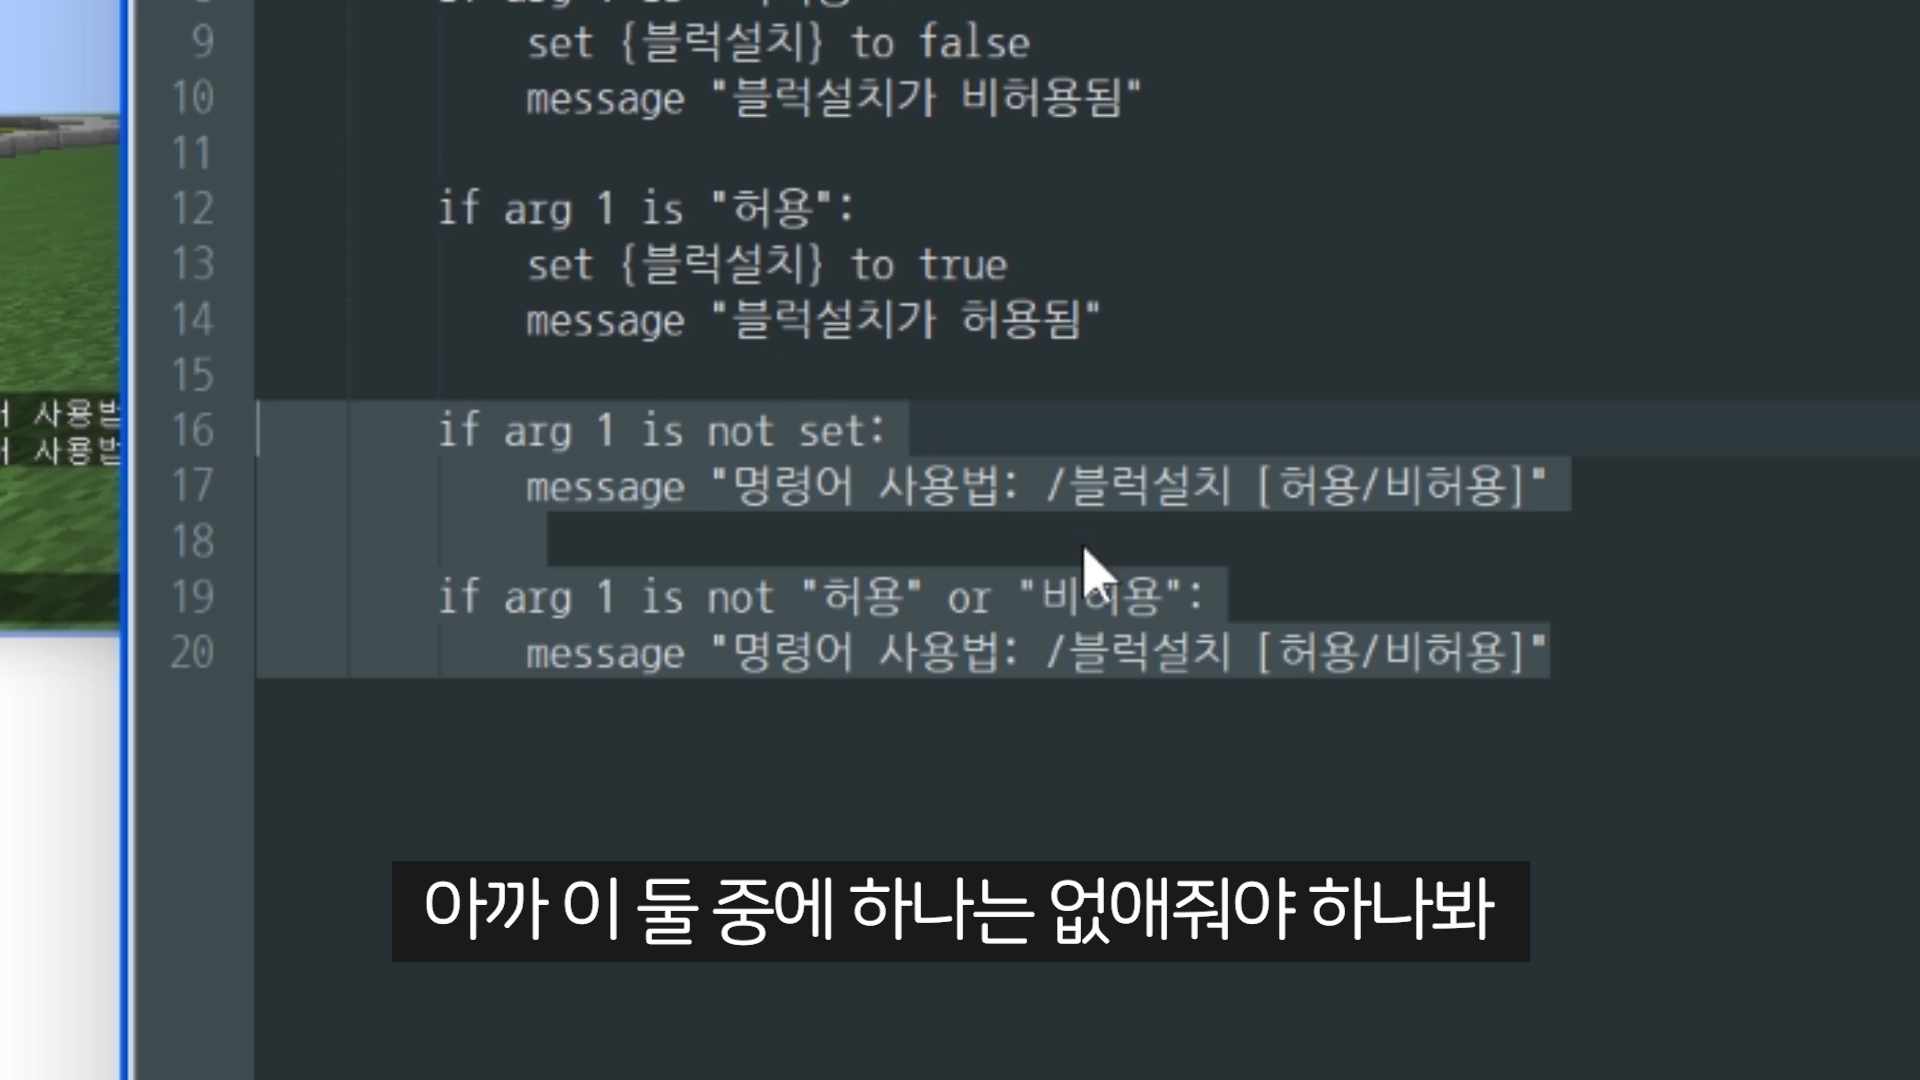 9 set {블럭설치} to false
10 message "블럭설치가 비허용됨"
11
12 if arg 1 is "허용":
13 set {블럭설치} to true
14 message "블럭설치가 허용됨"
15
16 if arg 1 is not set:
17 message "명령어 사용법: /블럭설치 [허용/비허용]"
18
19 if arg 1 is not "허용" or "비허용":
20 message "명령어 사용법: /블럭설치 [허용/비허용]"
어 사용법
어 사용법
아까 이 둘 중에 하나는 없애줘야 하나봐